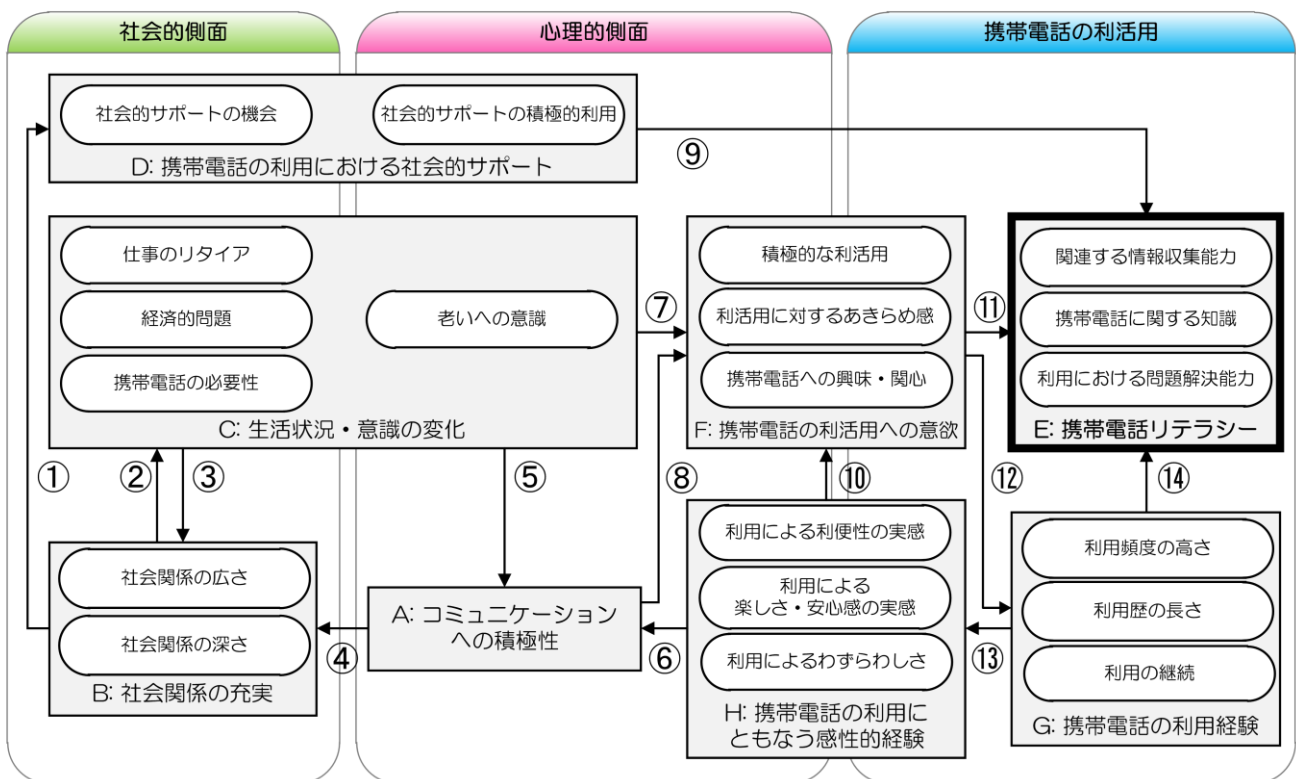 社会的側面
心理的側面
携帯電話の利活用
社会的サポートの機会
社会的サポートの積極的利用
D: 携帯電話の利用における社会的サポート
⑨
仕事のリタイア
経済的問題
携帯電話の必要性
老いへの意識
C: 生活状況・意識の変化
⑦
積極的な利活用
利活用に対するあきらめ感
携帯電話への興味・関心
F: 携帯電話の利活用への意欲
⑪
関連する情報収集能力
携帯電話に関する知識
利用における問題解決能力
E: 携帯電話リテラシー
①
②
③
⑤
⑧
⑩
⑫
⑭
社会関係の広さ
社会関係の深さ
B: 社会関係の充実
④
A: コミュニケーション
への積極性
⑥
利用による利便性の実感
利用による
楽しさ・安心感の実感
利用によるわずらわしさ
H: 携帯電話の利用に
ともなう感性的経験
⑬
利用頻度の高さ
利用歴の長さ
利用の継続
G: 携帯電話の利用経験